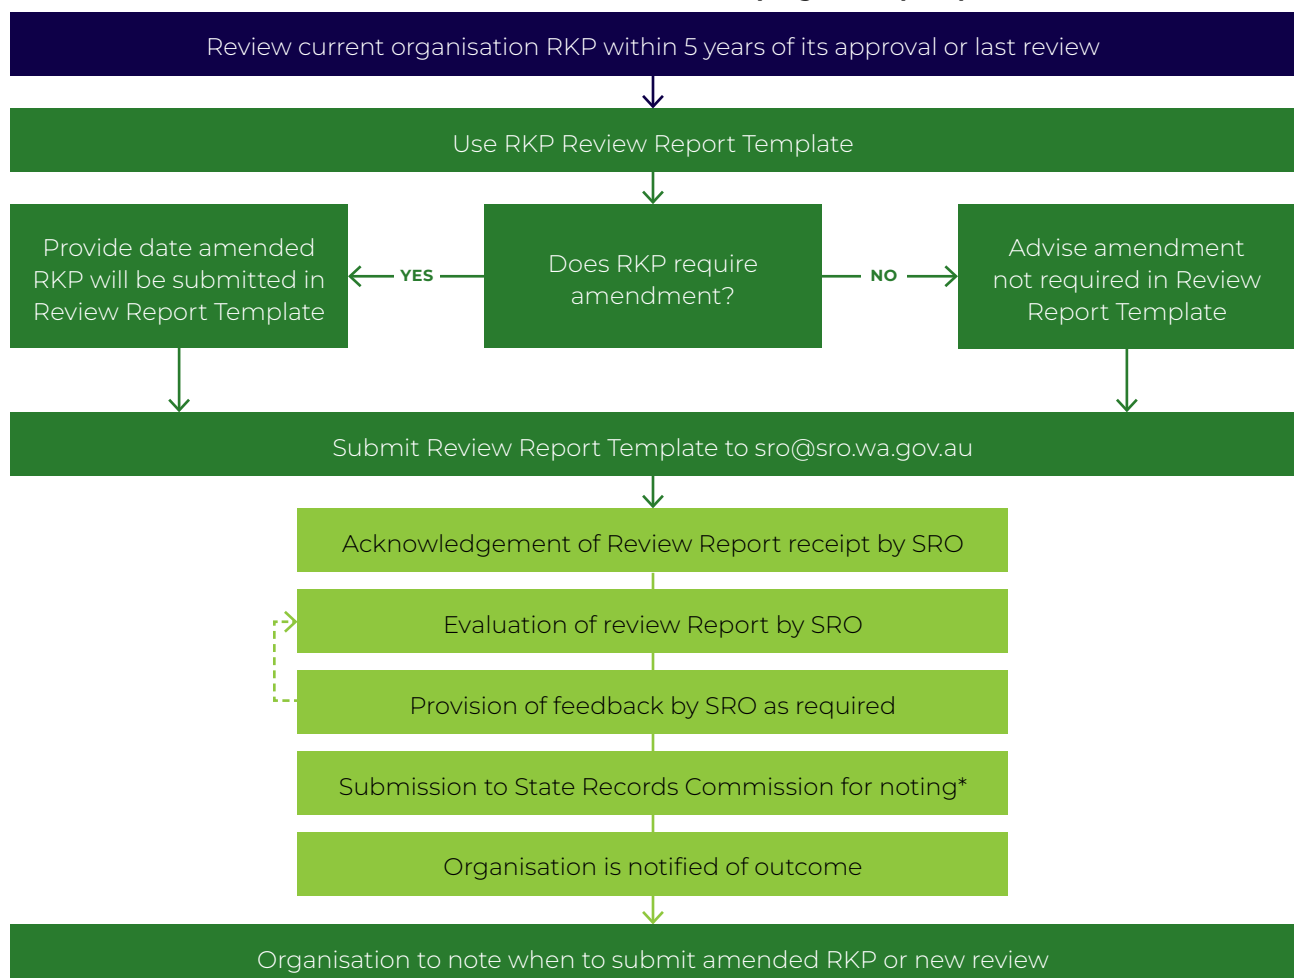 Review current organisation RKP within 5 years of its approval or last review
Use RKP Review Report Template
Provide date amended
RKP will be submitted in
Review Report Template
YES
Does RKP require
amendment?
NO
Advise amendment
not required in Review
Report Template
Submit Review Report Template to sro@sro.wa.gov.au
Acknowledgement of Review Report receipt by SRO
Evaluation of review Report by SRO
Provision of feedback by SRO as required
Submission to State Records Commission for noting*
Organisation is notified of outcome
Organisation to note when to submit amended RKP or new review